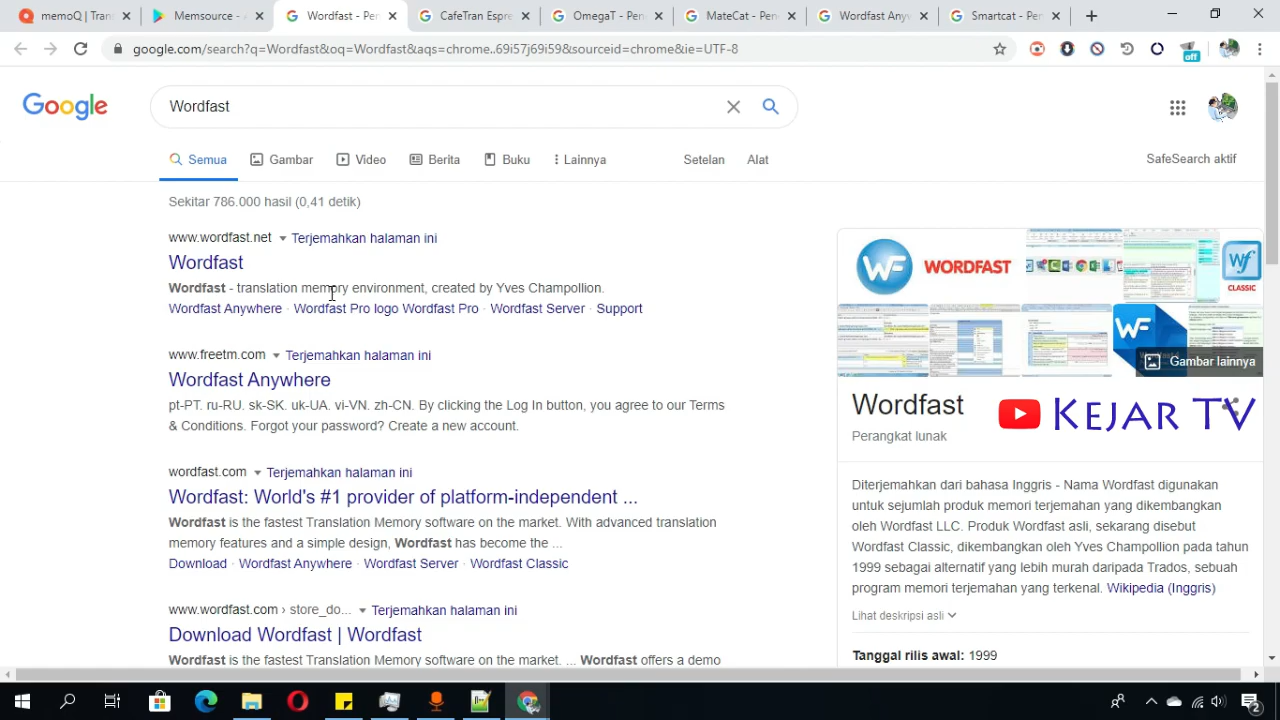 memoQ | Tran
Memsource - A
Wordfast - Pen
CafeTran Espre
OmegaT - Pen
MateCat - Pen
Wordfast Any
Smartcat - Pen
google.com/search?q=Wordfast&oq=Wordfast&aqs=chrome..69i57j69i59&sourceid=chrome&ie=UTF-8
off
Google
Wordfast
Semua Gambar Video Berita Buku Lainnya Setelan Alat SafeSearch aktif
Sekitar 786.000 hasil (0,41 detik)
www.wordfast.net Terjemahkan halaman ini
Wordfast
Wordfast - translation memory environment, created by Yves Champollion.
Wordfast Anywhere · Wordfast Pro logo Wordfast Pro · Wordfast Server · Support
www.freetm.com Terjemahkan halaman ini
Wordfast Anywhere
pt-PT. ru-RU. sk-SK. uk-UA. vi-VN. zh-CN. By clicking the Log In button, you agree to our Terms
& Conditions. Forgot your password? Create a new account.
wordfast.com Terjemahkan halaman ini
Wordfast: World's #1 provider of platform-independent ...
Wordfast is the fastest Translation Memory software on the market. With advanced translation
memory features and a simple design, Wordfast has become the ...
Download · Wordfast Anywhere · Wordfast Server · Wordfast Classic
www.wordfast.com › store_do... Terjemahkan halaman ini
Download Wordfast | Wordfast
Wordfast is the fastest Translation Memory software on the market. ... Wordfast offers a demo
WF WORDFAST
Wf
CLASSIC
WF
Gambar lainnya
Wordfast
KEJAR TV
Perangkat lunak
Diterjemahkan dari bahasa Inggris - Nama Wordfast digunakan
untuk sejumlah produk memori terjemahan yang dikembangkan
oleh Wordfast LLC. Produk Wordfast asli, sekarang disebut
Wordfast Classic, dikembangkan oleh Yves Champollion pada tahun
1999 sebagai alternatif yang lebih murah daripada Trados, sebuah
program memori terjemahan yang terkenal. Wikipedia (Inggris)
Lihat deskripsi asli
Tanggal rilis awal: 1999
2